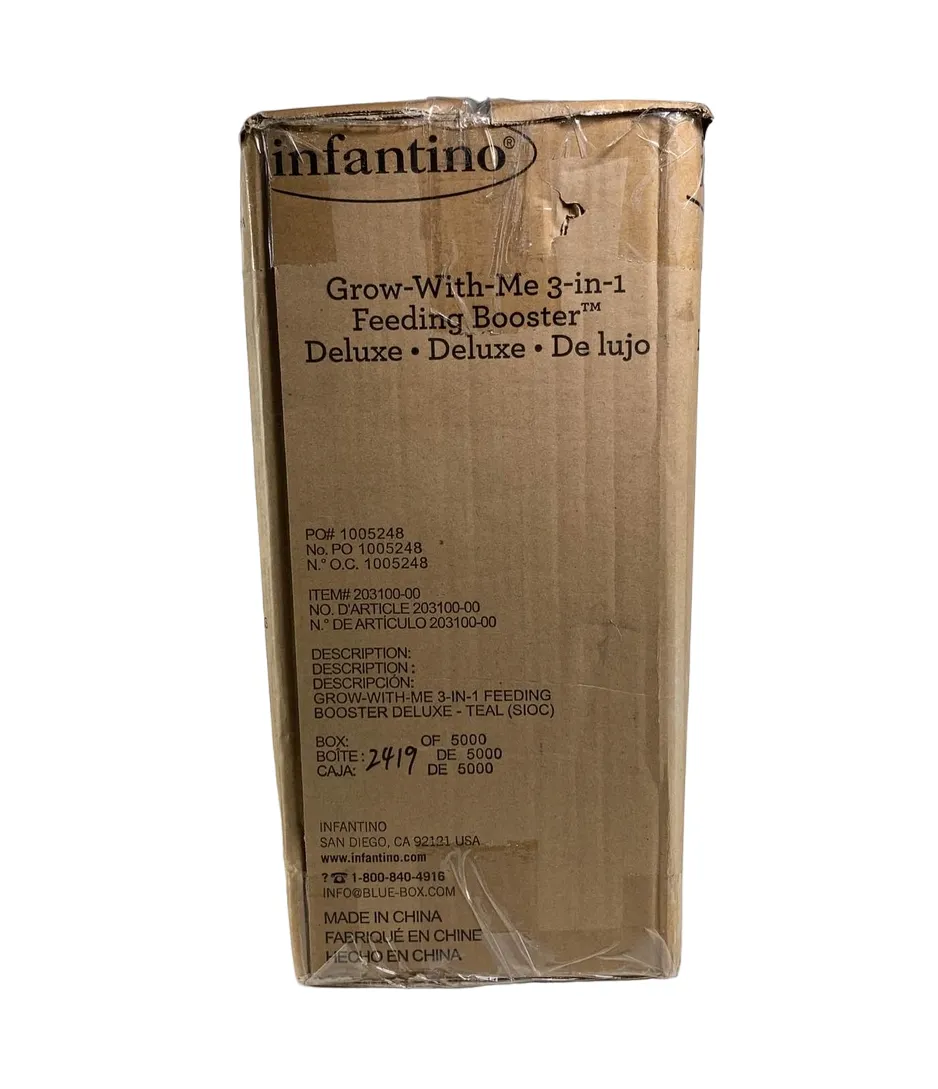 infantino®
Grow-With-Me 3-in-1
Feeding Booster™
Deluxe • Deluxe • De lujo
PO# 1005248
No. PO 1005248
N.° O.C. 1005248
ITEM# 203100-00
NO. D'ARTICLE 203100-00
N.° DE ARTÍCULO 203100-00
DESCRIPTION:
DESCRIPTION :
DESCRIPCIÓN:
GROW-WITH-ME 3-IN-1 FEEDING
BOOSTER DELUXE - TEAL (SIOC)
BOX: OF 5000
BOÎTE : 2419 DE 5000
CAJA: DE 5000
INFANTINO
SAN DIEGO, CA 92121 USA
www.infantino.com
? ☎ 1-800-840-4916
INFO@BLUE-BOX.COM
MADE IN CHINA
FABRIQUÉ EN CHINE
HECHO EN CHINA